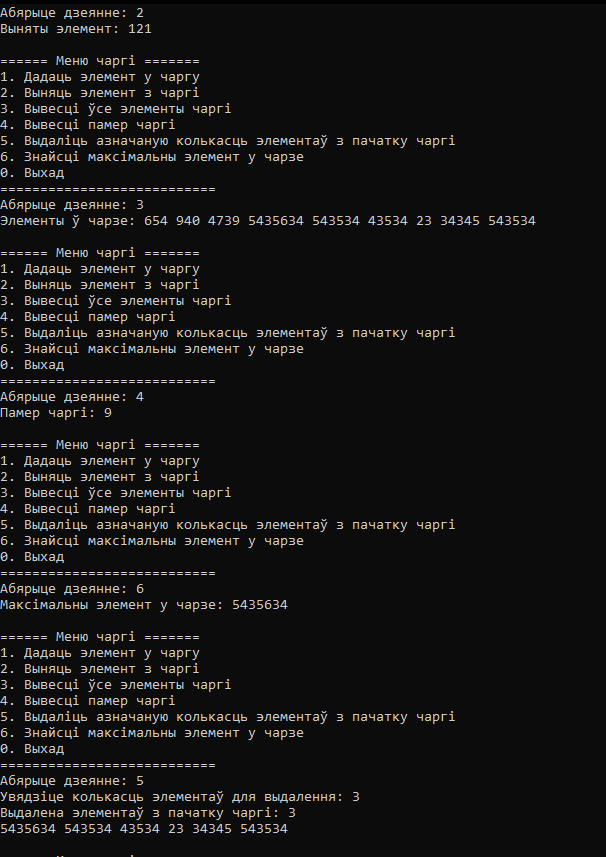 Абярыце дзеянне: 2
Выняты элемент: 121
====== Меню чаргі =======
1. Дадаць элемент у чаргу
2. Выняць элемент з чаргі
3. Вывесці ўсе элементы чаргі
4. Вывесці памер чаргі
5. Выдаліць азначаную колькасць элементаў з пачатку чаргі
6. Знайсці максімальны элемент у чарзе
0. Выхад
===========================
Абярыце дзеянне: 3
Элементы ў чарзе: 654 940 4739 5435634 543534 43534 23 34345 543534
====== Меню чаргі =======
1. Дадаць элемент у чаргу
2. Выняць элемент з чаргі
3. Вывесці ўсе элементы чаргі
4. Вывесці памер чаргі
5. Выдаліць азначаную колькасць элементаў з пачатку чаргі
6. Знайсці максімальны элемент у чарзе
0. Выхад
===========================
Абярыце дзеянне: 4
Памер чаргі: 9
====== Меню чаргі =======
1. Дадаць элемент у чаргу
2. Выняць элемент з чаргі
3. Вывесці ўсе элементы чаргі
4. Вывесці памер чаргі
5. Выдаліць азначаную колькасць элементаў з пачатку чаргі
6. Знайсці максімальны элемент у чарзе
0. Выхад
===========================
Абярыце дзеянне: 6
Максімальны элемент у чарзе: 5435634
====== Меню чаргі =======
1. Дадаць элемент у чаргу
2. Выняць элемент з чаргі
3. Вывесці ўсе элементы чаргі
4. Вывесці памер чаргі
5. Выдаліць азначаную колькасць элементаў з пачатку чаргі
6. Знайсці максімальны элемент у чарзе
0. Выхад
===========================
Абярыце дзеянне: 5
Увядзіце колькасць элементаў для выдалення: 3
Выдалена элементаў з пачатку чаргі: 3
5435634 543534 43534 23 34345 543534